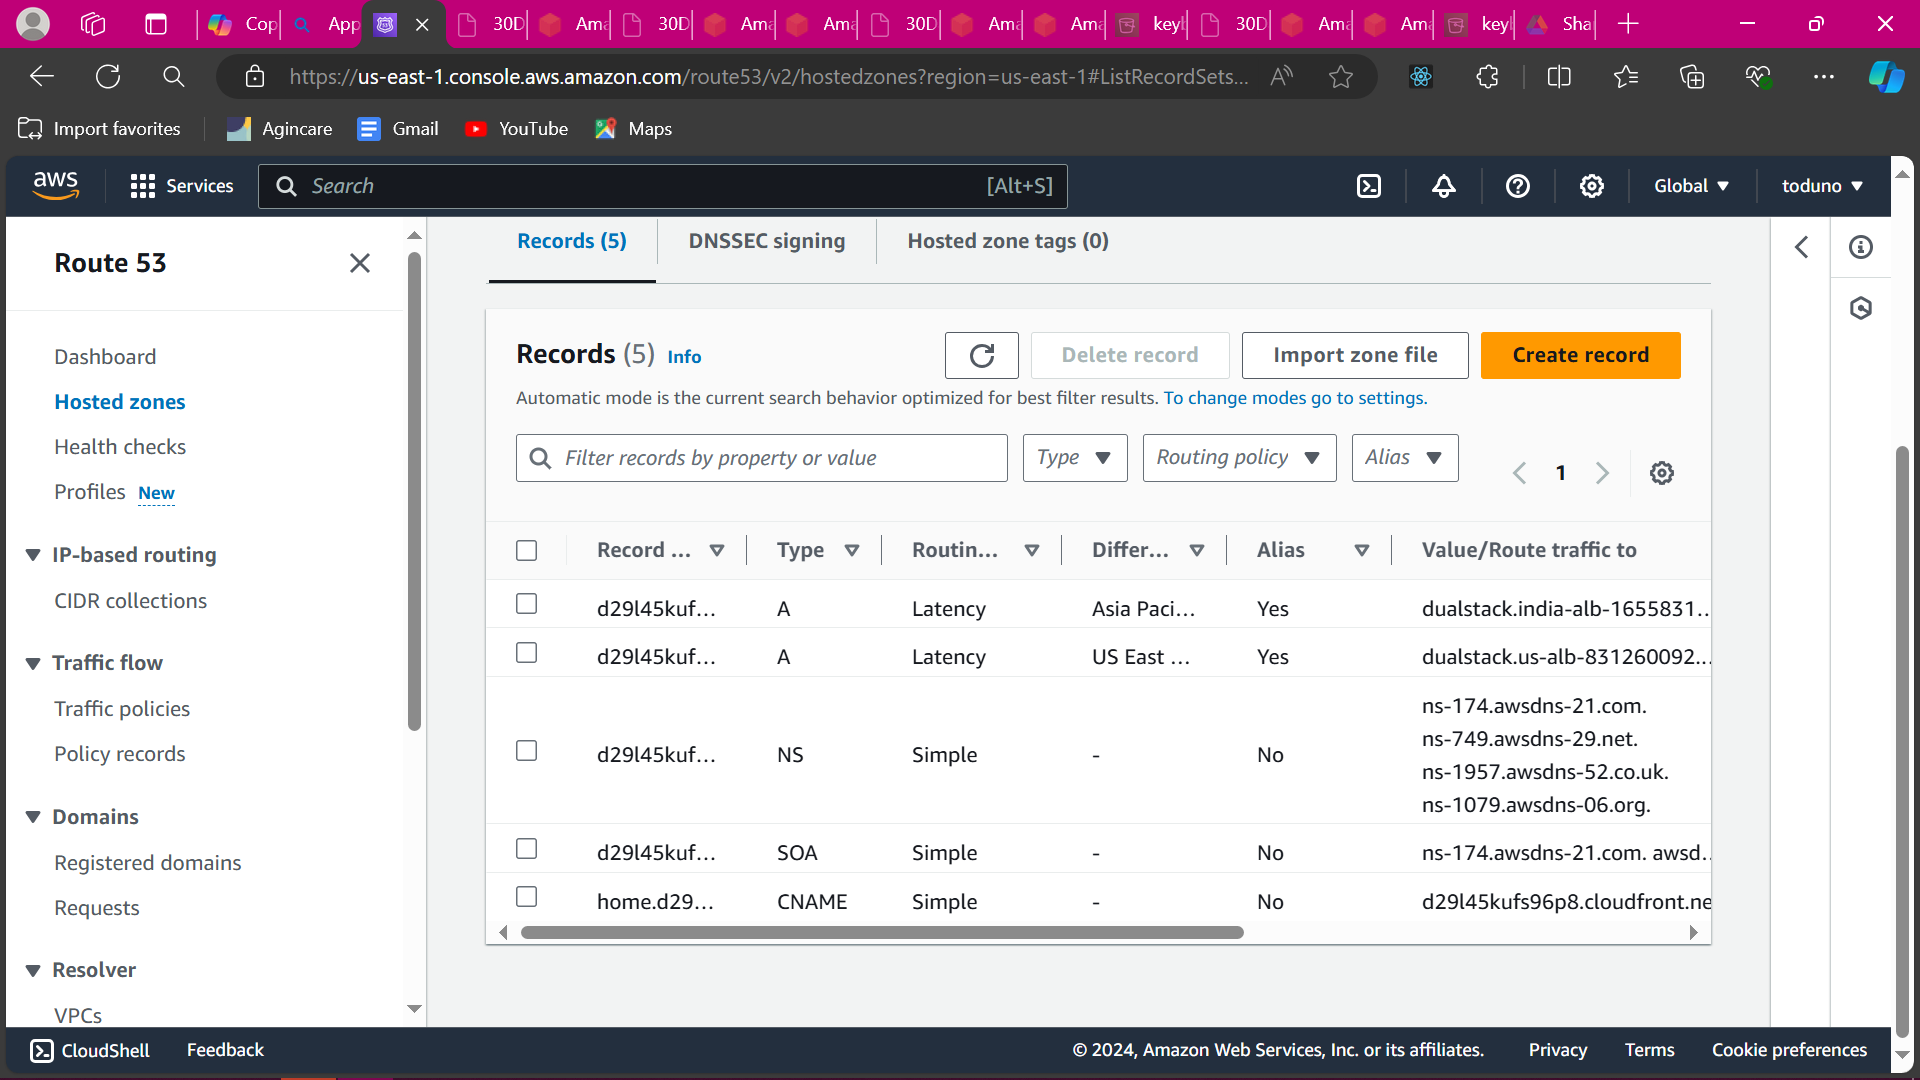 Cop
App
30D
Ama
30D
Ama
Ama
30D
Ama
Ama
keyl
30D
Ama
Ama
keyl
Sha
https://us-east-1.console.aws.amazon.com/route53/v2/hostedzones?region=us-east-1#ListRecordSets...
Import favorites
Agincare
Gmail
YouTube
Maps
aws
Services
Search
[Alt+S]
Global
toduno
Route 53
Dashboard
Hosted zones
Health checks
Profiles New
IP-based routing
CIDR collections
Traffic flow
Traffic policies
Policy records
Domains
Registered domains
Requests
Resolver
VPCs
Records (5)
DNSSEC signing
Hosted zone tags (0)
Records (5) Info
Delete record
Import zone file
Create record
Automatic mode is the current search behavior optimized for best filter results. To change modes go to settings.
Filter records by property or value
Type
Routing policy
Alias
1
Record ... Type Routin... Differ... Alias Value/Route traffic to
d29l45kuf... A Latency Asia Paci... Yes dualstack.india-alb-1655831...
d29l45kuf... A Latency US East ... Yes dualstack.us-alb-831260092...
d29l45kuf... NS Simple - No
ns-174.awsdns-21.com.
ns-749.awsdns-29.net.
ns-1957.awsdns-52.co.uk.
ns-1079.awsdns-06.org.
d29l45kuf... SOA Simple - No ns-174.awsdns-21.com. awsd...
home.d29... CNAME Simple - No d29l45kufs96p8.cloudfront.ne
CloudShell
Feedback
© 2024, Amazon Web Services, Inc. or its affiliates.
Privacy
Terms
Cookie preferences